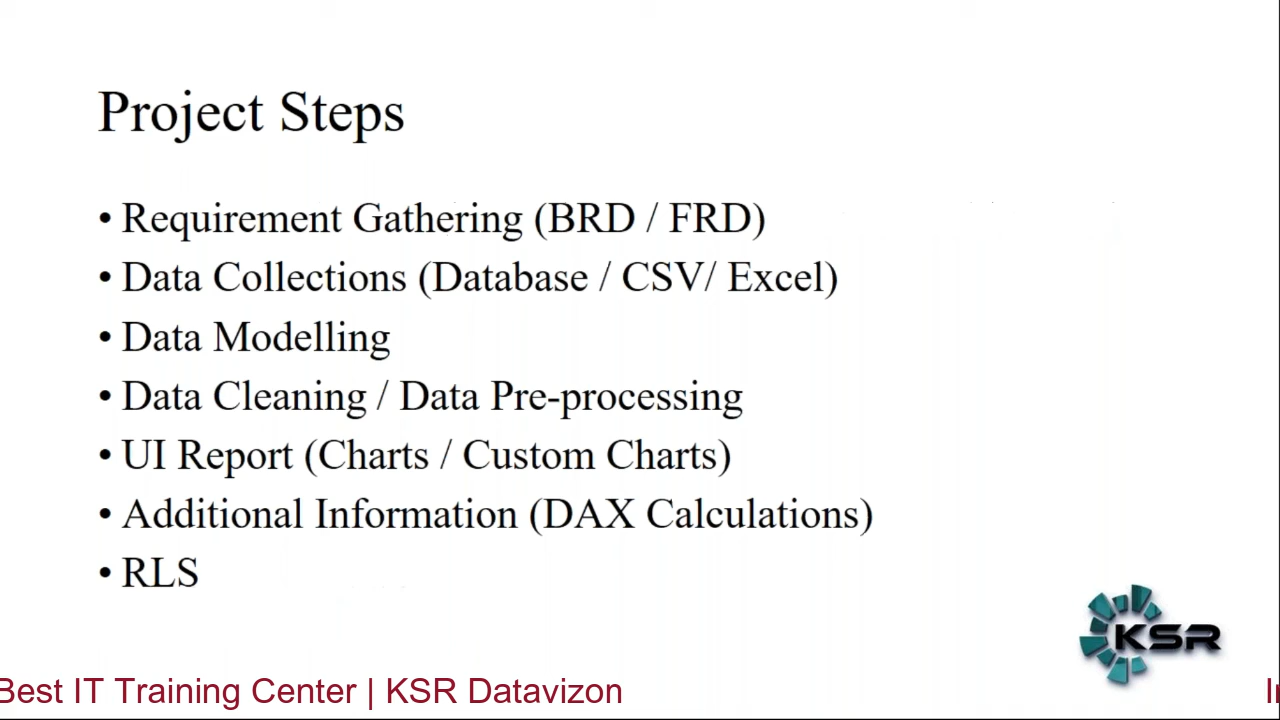 Project Steps
• Requirement Gathering (BRD / FRD)
• Data Collections (Database / CSV/ Excel)
• Data Modelling
• Data Cleaning / Data Pre-processing
• UI Report (Charts / Custom Charts)
• Additional Information (DAX Calculations)
• RLS
KSR
Best IT Training Center | KSR Datavizon